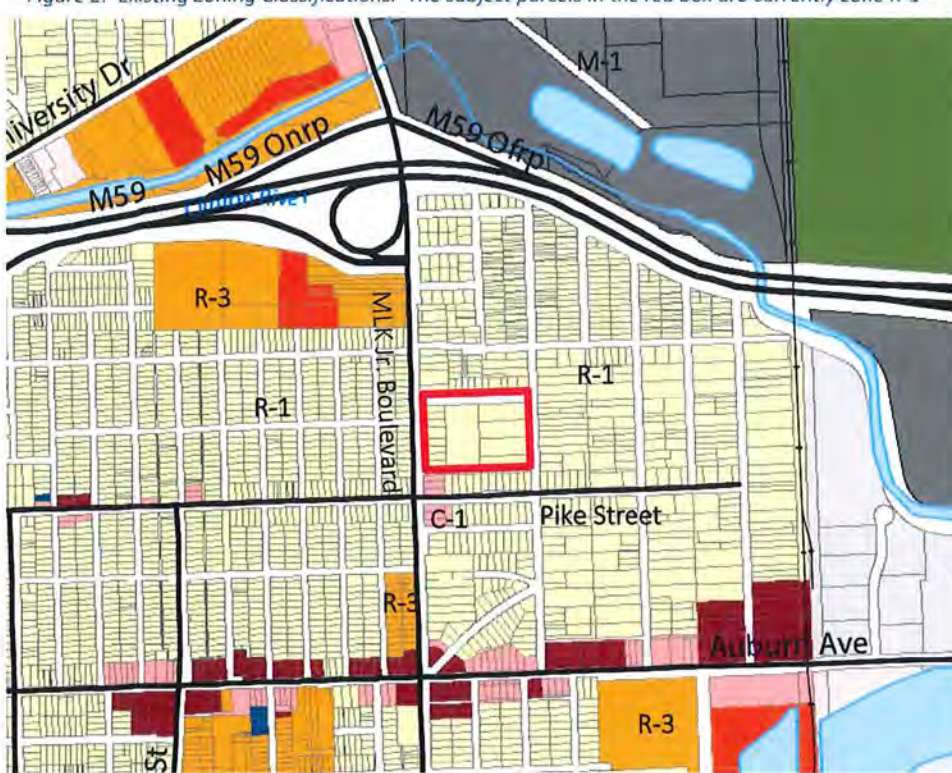 Figure 2: Existing Zoning Classifications. The subject parcels in the red box are currently zone R-1
M-1
niversity Dr
M59 Onrp
M59 Ofrp
M59
Clinton River
R-3
MLK Jr. Boulevard
R-1
R-1
C-1
Pike Street
R-3
Auburn Ave
R-3
St